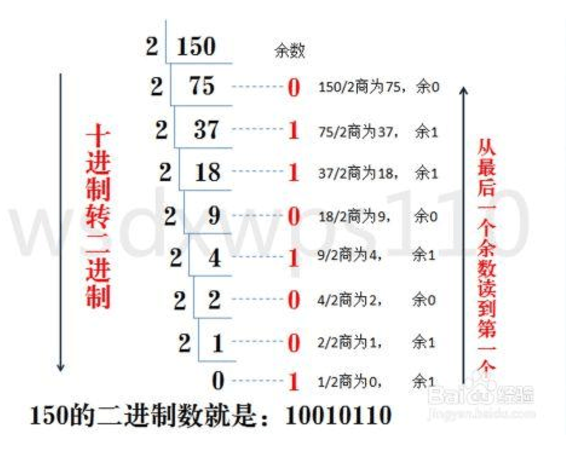 2 150 余数
2 75 0 150/2商为75，余0
2 37 1 75/2商为37， 余1
2 18 1 37/2商为18， 余1
2 9 0 18/2商为9， 余0
2 4 1 9/2商为4， 余1
2 2 0 4/2商为2， 余0
2 1 0 2/2商为1， 余0
0 1 1/2商为0， 余1
十进制转二进制
从最后一个余数读到第一个
150的二进制数就是：10010110
wsdxwps110
Baidu经验
jingyan.baidu.com